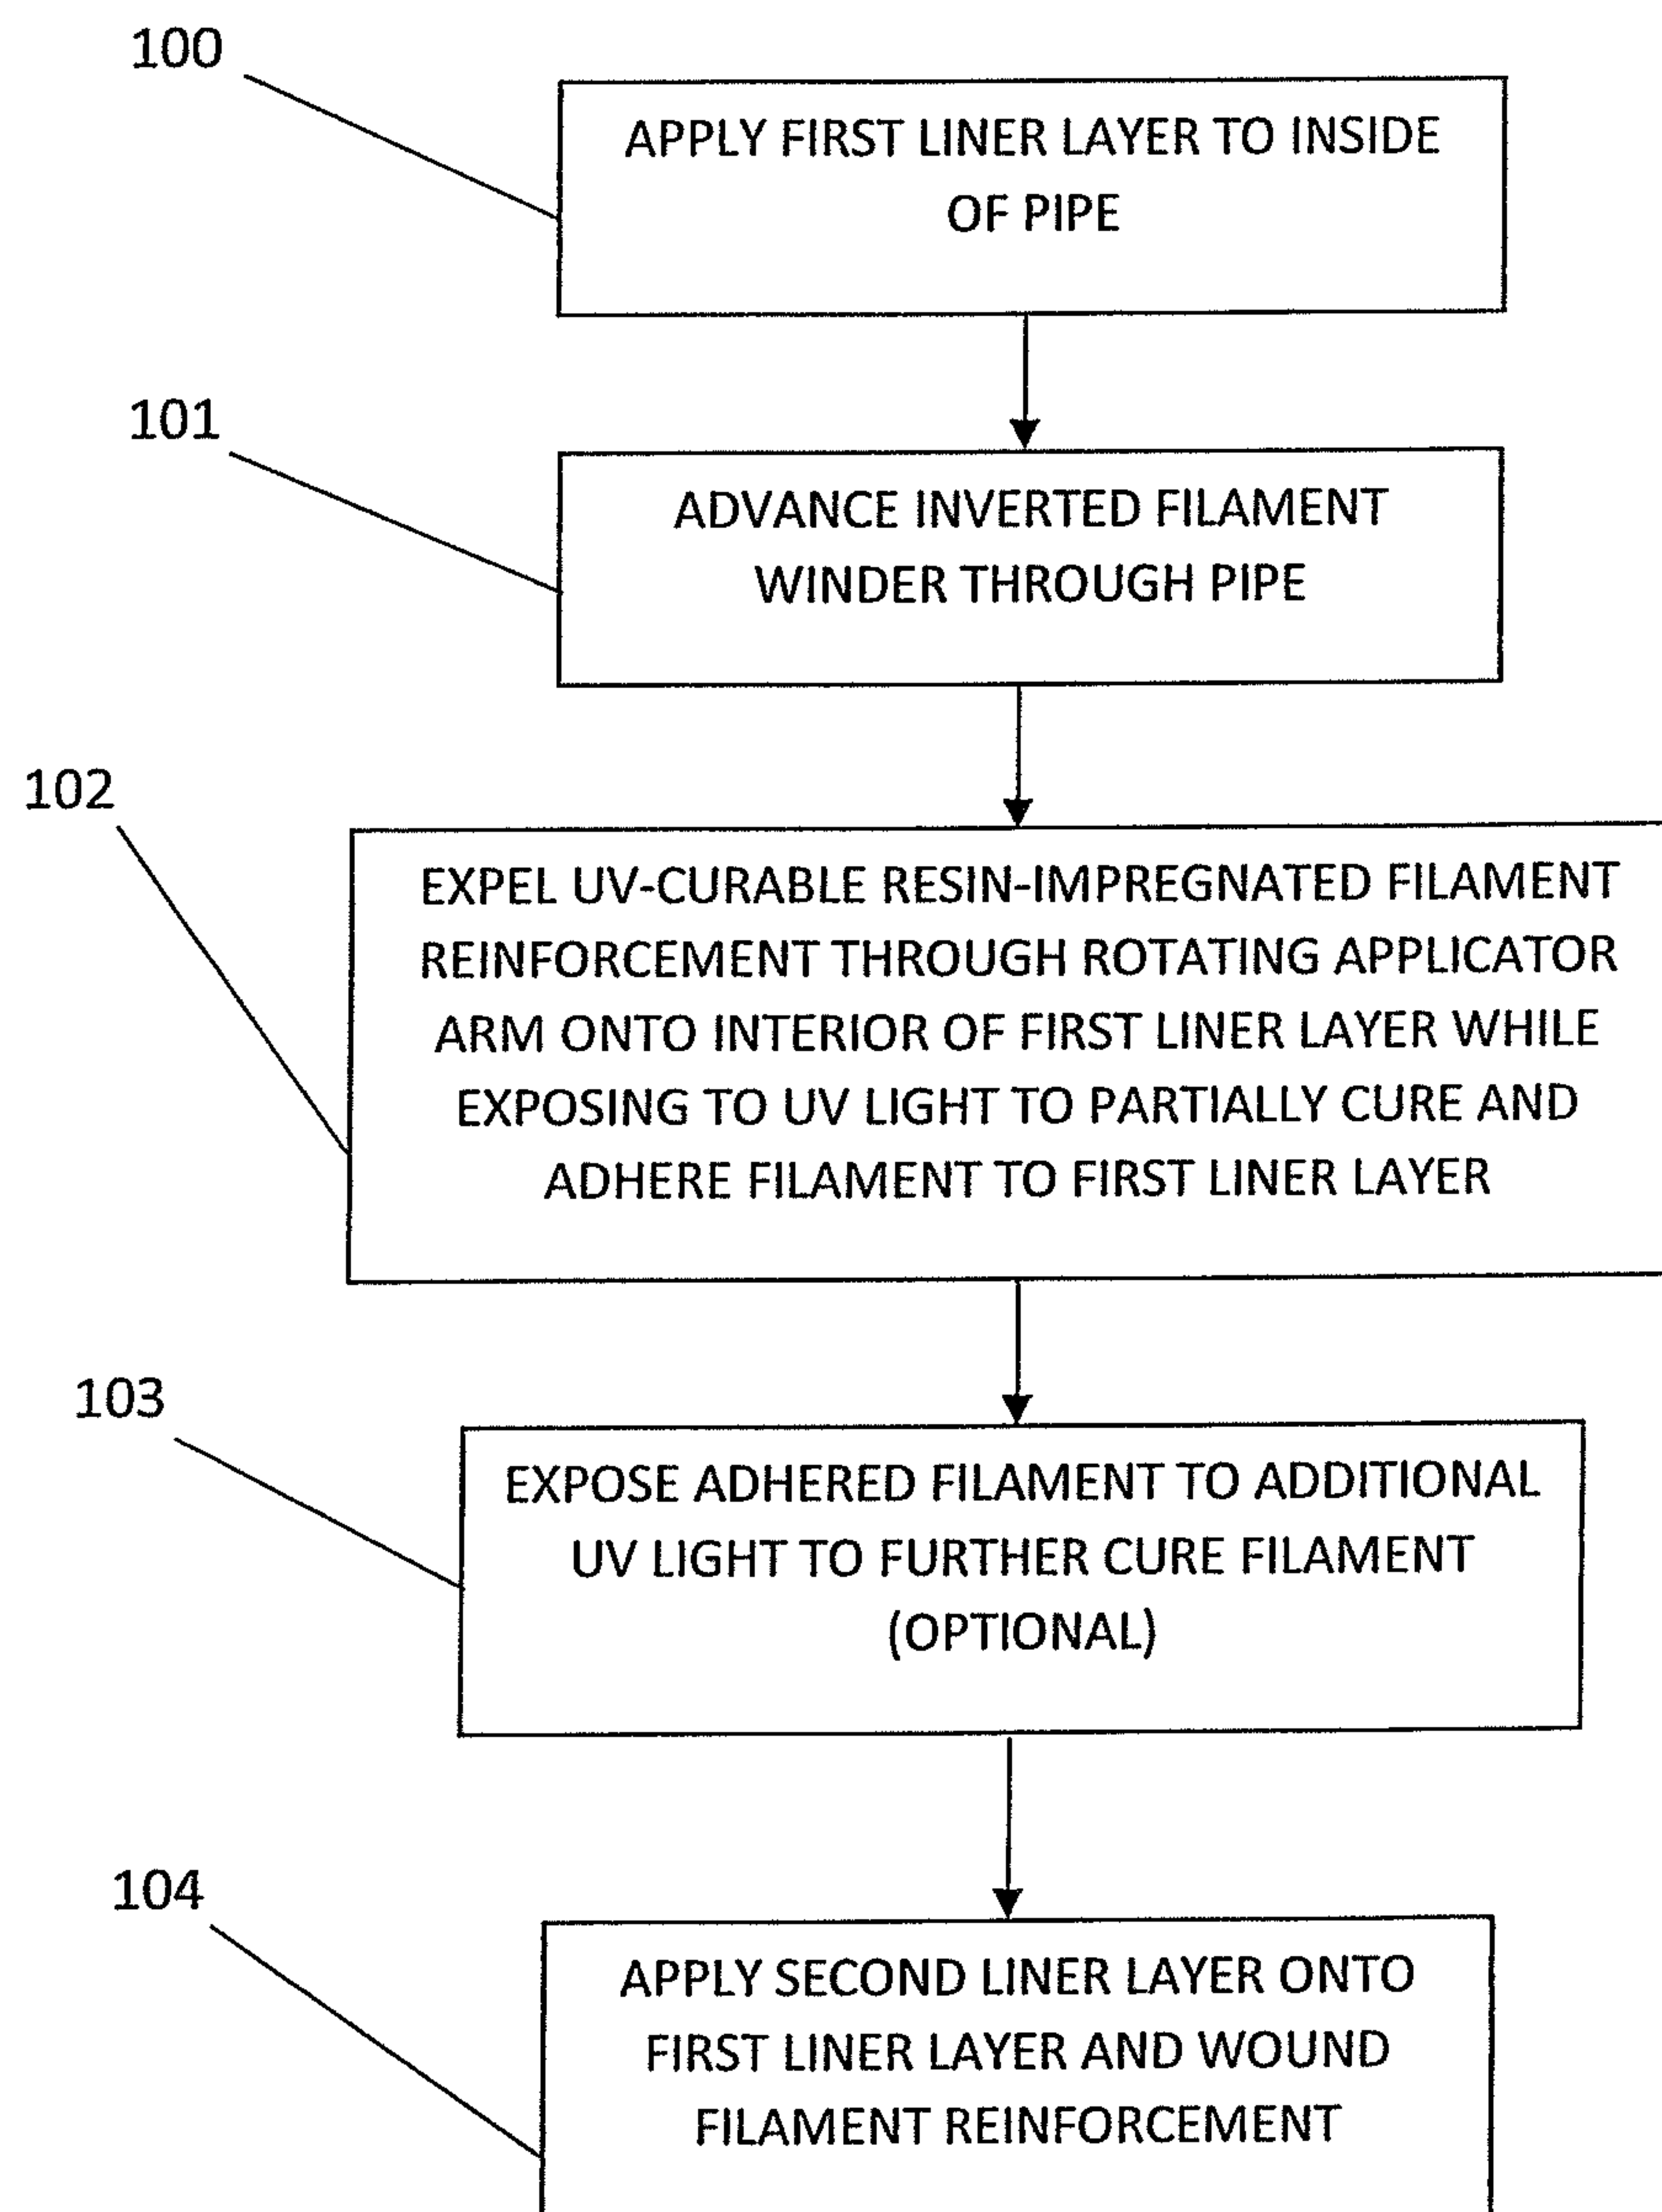 100
APPLY FIRST LINER LAYER TO INSIDE
OF PIPE
101
ADVANCE INVERTED FILAMENT
WINDER THROUGH PIPE
102
EXPEL UV-CURABLE RESIN-IMPREGNATED FILAMENT
REINFORCEMENT THROUGH ROTATING APPLICATOR
ARM ONTO INTERIOR OF FIRST LINER LAYER WHILE
EXPOSING TO UV LIGHT TO PARTIALLY CURE AND
ADHERE FILAMENT TO FIRST LINER LAYER
103
EXPOSE ADHERED FILAMENT TO ADDITIONAL
UV LIGHT TO FURTHER CURE FILAMENT
(OPTIONAL)
104
APPLY SECOND LINER LAYER ONTO
FIRST LINER LAYER AND WOUND
FILAMENT REINFORCEMENT